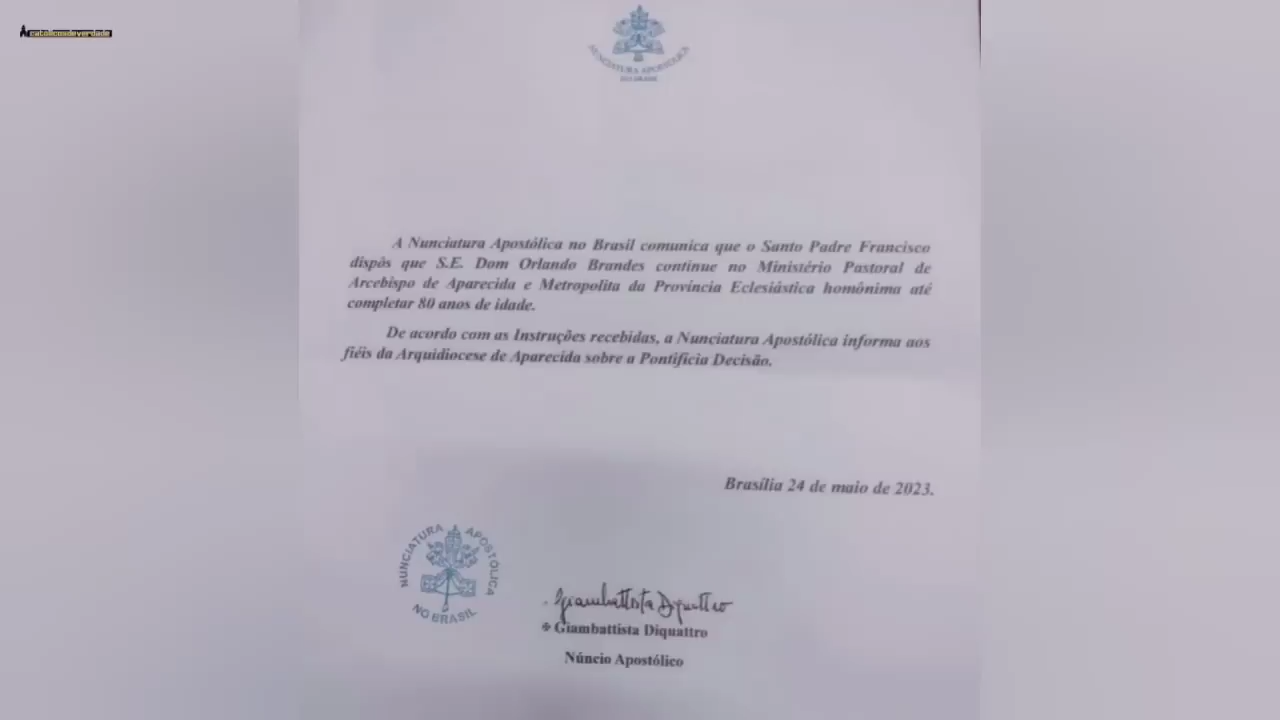 catolicosdeverdade
NUNCIATURA APOSTÓLICA
NO BRASIL
A Nunciatura Apostólica no Brasil comunica que o Santo Padre Francisco
dispôs que S.E. Dom Orlando Brandes continue no Ministério Pastoral de
Arcebispo de Aparecida e Metropolita da Província Eclesiástica homônima até
completar 80 anos de idade.
De acordo com as Instruções recebidas, a Nunciatura Apostólica informa aos
fiéis da Arquidiocese de Aparecida sobre a Pontifícia Decisão.
Brasília 24 de maio de 2023.
NUNCIATURA APOSTÓLICA
NO BRASIL
Giambattista Diquattro
Giambattista Diquattro
Núncio Apostólico